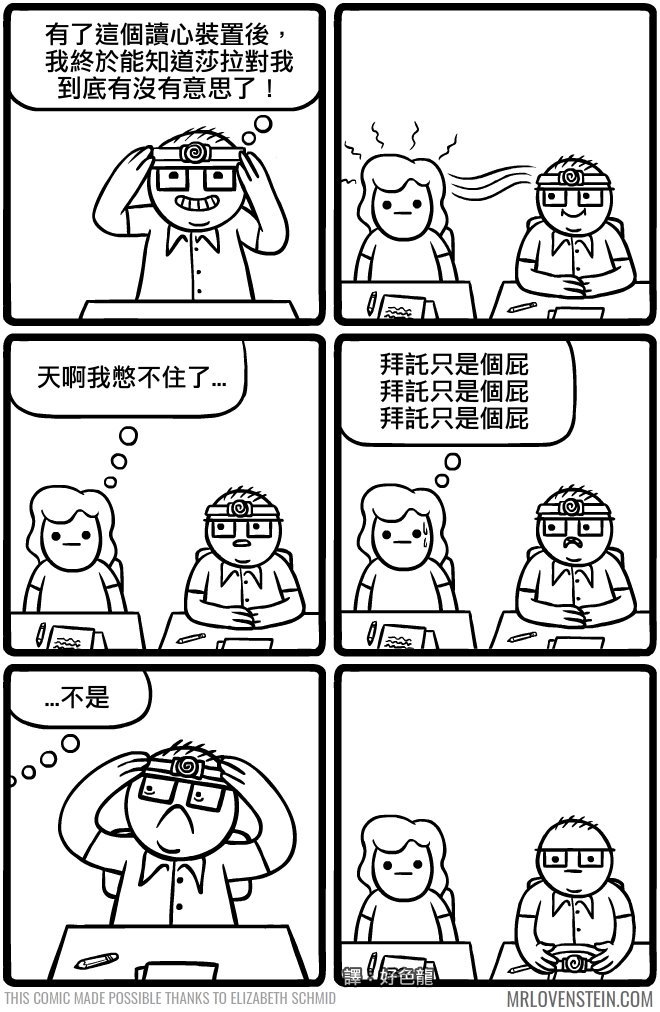 有了這個讀心裝置後，
我終於能知道莎拉對我
到底有沒有意思了！
天啊我憋不住了...
拜託只是個屁
拜託只是個屁
拜託只是個屁
...不是
譯：好色龍
THIS COMIC MADE POSSIBLE THANKS TO ELIZABETH SCHMID
MRLOVENSTEIN.COM